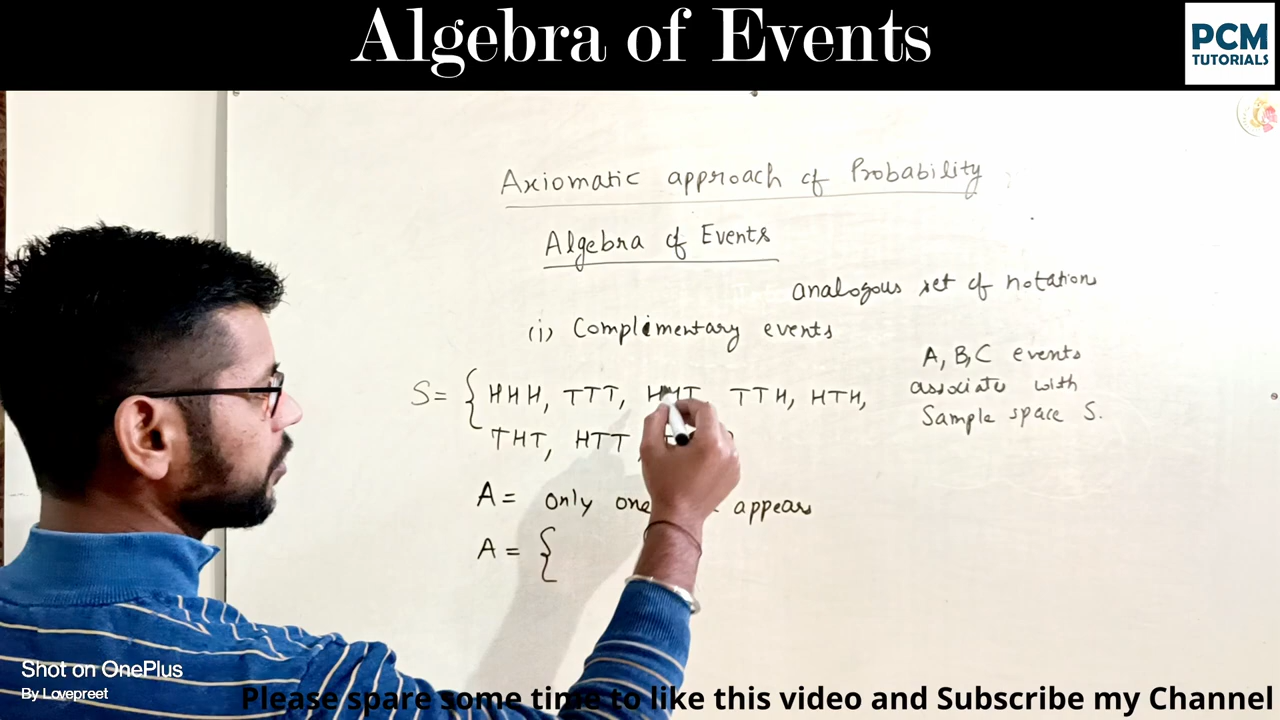 Algebra of Events
PCM
TUTORIALS
Axiomatic approach of Probability
Algebra of Events
analogous set of notations
(i) Complimentary events
A, B, C events
associate with
Sample space S.
S= { HHH, TTT, HHT TTH, HTH,
THT, HTT
A = only one appears
A = {
Shot on OnePlus
By Lovepreet
Please spare some time to like this video and Subscribe my Channel